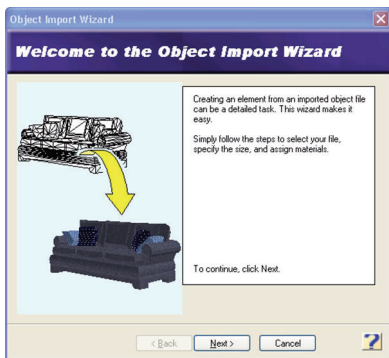 Object Import Wizard
Welcome to the Object Import Wizard
Creating an element from an imported object file
can be a detailed task. This wizard makes it
easy.
Simply follow the steps to select your file,
specify the size, and assign materials.
To continue, click Next.
< Back
Next >
Cancel
?